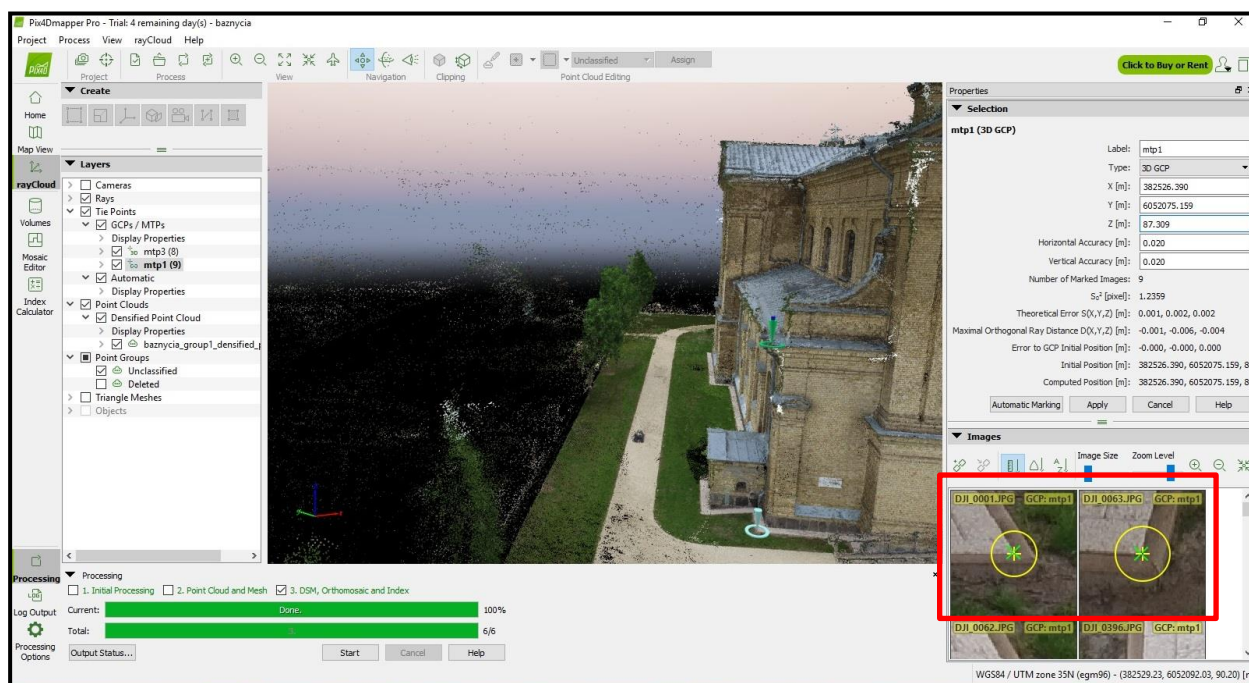 Pix4Dmapper Pro - Trial: 4 remaining day(s) - baznycia
Project Process View rayCloud Help
PIX4D
Project Process View Navigation Clipping Point Cloud Editing
Unclassified Assign
Click to Buy or Rent
Home
Map View
rayCloud
Volumes
Mosaic Editor
Index Calculator
Processing
Log Output
Processing Options
Create
Layers
Cameras
Rays
Tie Points
GCPs / MTPs
Display Properties
mtp3 (8)
mtp1 (9)
Automatic
Display Properties
Point Clouds
Densified Point Cloud
Display Properties
baznycia_group1_densified_
Point Groups
Unclassified
Deleted
Triangle Meshes
Objects
Processing
1. Initial Processing 2. Point Cloud and Mesh 3. DSM, Orthomosaic and Index
Current: Done. 100%
Total: 6/6
Output Status... Start Cancel Help
Properties
Selection
mtp1 (3D GCP)
Label: mtp1
Type: 3D GCP
X [m]: 382526.390
Y [m]: 6052075.159
Z [m]: 87.309
Horizontal Accuracy [m]: 0.020
Vertical Accuracy [m]: 0.020
Number of Marked Images: 9
S₀² [pixel]: 1.2359
Theoretical Error S(X,Y,Z) [m]: 0.001, 0.002, 0.002
Maximal Orthogonal Ray Distance D(X,Y,Z) [m]: -0.001, -0.006, -0.004
Error to GCP Initial Position [m]: -0.000, -0.000, 0.000
Initial Position [m]: 382526.390, 6052075.159, 8
Computed Position [m]: 382526.390, 6052075.159, 8
Automatic Marking Apply Cancel Help
Images
Image Size Zoom Level
DJI_0001.JPG GCP: mtp1 DJI_0063.JPG GCP: mtp1
DJI_0062.JPG GCP: mtp1 DJI_0396.JPG GCP: mtp1
WGS84 / UTM zone 35N (egm96) - (382529.23, 6052092.03, 90.20) [